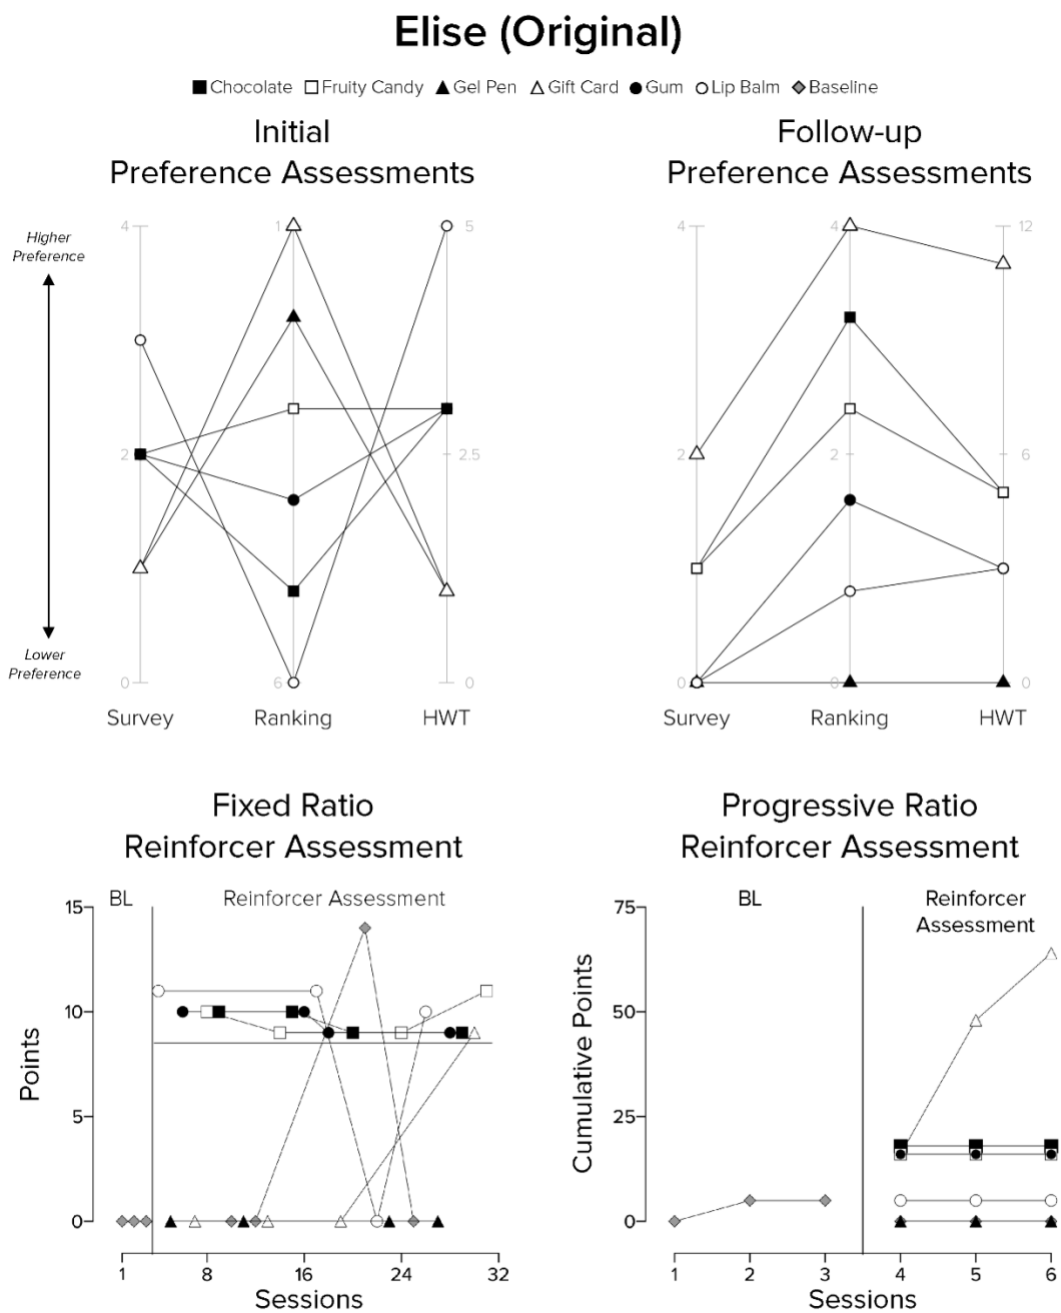 Elise (Original)
Chocolate Fruity Candy Gel Pen Gift Card Gum Lip Balm Baseline
Initial
Preference Assessments
Higher
Preference
Lower
Preference
4
2
0
1
6
5
2.5
0
Survey Ranking HWT
Follow-up
Preference Assessments
4
2
0
4
2
0
12
6
0
Survey Ranking HWT
Fixed Ratio
Reinforcer Assessment
BL Reinforcer Assessment
Points
15
10
5
0
1 8 16 24 32
Sessions
Progressive Ratio
Reinforcer Assessment
BL
Reinforcer
Assessment
Cumulative Points
75
50
25
0
1 2 3 4 5 6
Sessions